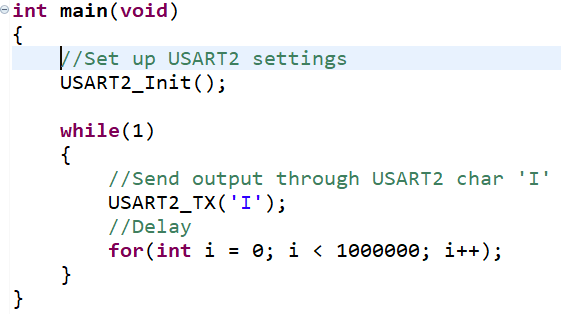 int main(void)
{
    //Set up USART2 settings
    USART2_Init();
    while(1)
    {
        //Send output through USART2 char 'I'
        USART2_TX('I');
        //Delay
        for(int i = 0; i < 1000000; i++);
    }
}